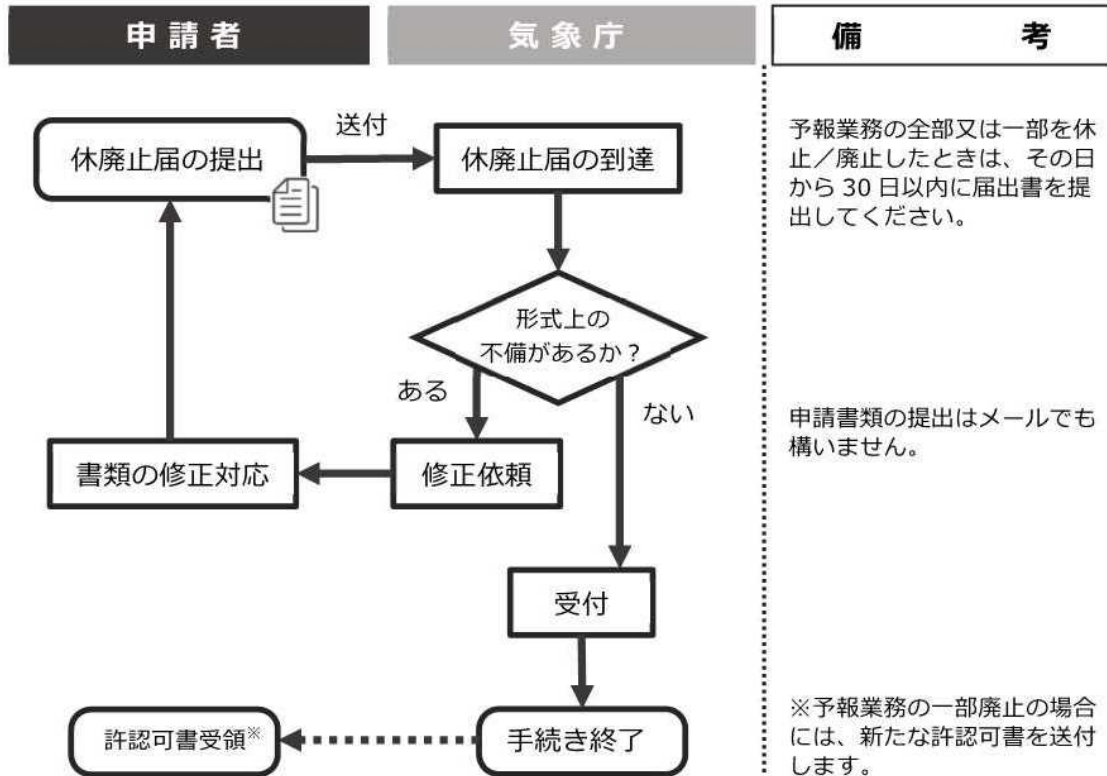 申請者
気象庁
備考
休廃止届の提出
送付
休廃止届の到達
予報業務の全部又は一部を休
止／廃止したときは、その日
から 30 日以内に届出書を提
出してください。
形式上の
不備があるか？
ある
ない
書類の修正対応
修正依頼
申請書類の提出はメールでも
構いません。
受付
許認可書受領※
手続き終了
※予報業務の一部廃止の場合
には、新たな許認可書を送付
します。